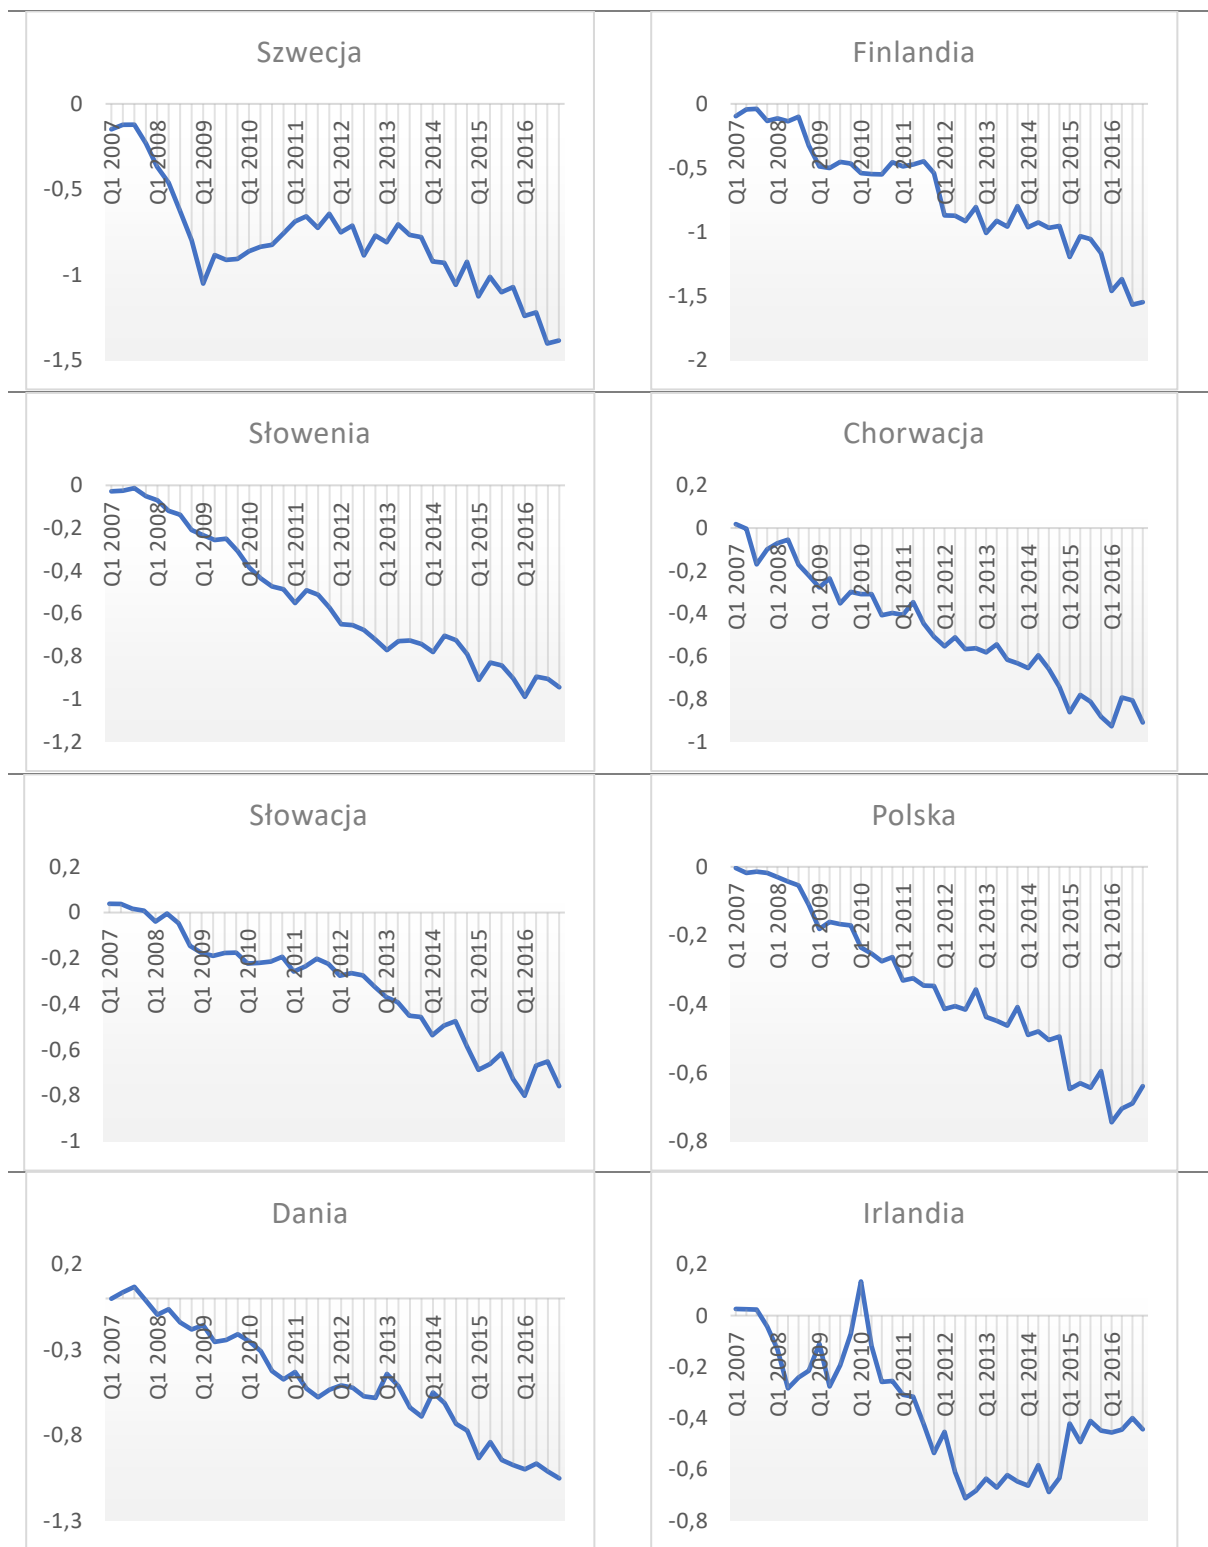 Szwecja
0
-0,5
-1
-1,5
Q1 2007
Q1 2008
Q1 2009
Q1 2010
Q1 2011
Q1 2012
Q1 2013
Q1 2014
Q1 2015
Q1 2016
Finlandia
0
-0,5
-1
-1,5
-2
Q1 2007
Q1 2008
Q1 2009
Q1 2010
Q1 2011
Q1 2012
Q1 2013
Q1 2014
Q1 2015
Q1 2016
Słowenia
0
-0,2
-0,4
-0,6
-0,8
-1
-1,2
Q1 2007
Q1 2008
Q1 2009
Q1 2010
Q1 2011
Q1 2012
Q1 2013
Q1 2014
Q1 2015
Q1 2016
Chorwacja
0,2
0
-0,2
-0,4
-0,6
-0,8
-1
Q1 2007
Q1 2008
Q1 2009
Q1 2010
Q1 2011
Q1 2012
Q1 2013
Q1 2014
Q1 2015
Q1 2016
Słowacja
0,2
0
-0,2
-0,4
-0,6
-0,8
-1
Q1 2007
Q1 2008
Q1 2009
Q1 2010
Q1 2011
Q1 2012
Q1 2013
Q1 2014
Q1 2015
Q1 2016
Polska
0
-0,2
-0,4
-0,6
-0,8
Q1 2007
Q1 2008
Q1 2009
Q1 2010
Q1 2011
Q1 2012
Q1 2013
Q1 2014
Q1 2015
Q1 2016
Dania
0,2
-0,3
-0,8
-1,3
Q1 2007
Q1 2008
Q1 2009
Q1 2010
Q1 2011
Q1 2012
Q1 2013
Q1 2014
Q1 2015
Q1 2016
Irlandia
0,2
0
-0,2
-0,4
-0,6
-0,8
Q1 2007
Q1 2008
Q1 2009
Q1 2010
Q1 2011
Q1 2012
Q1 2013
Q1 2014
Q1 2015
Q1 2016